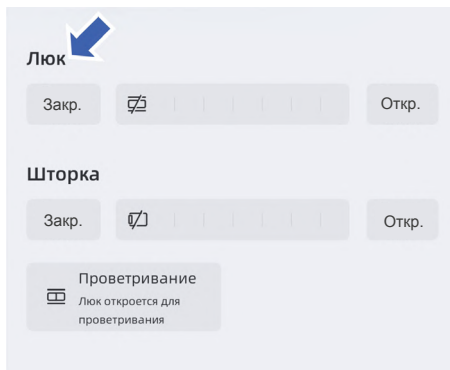 Люк
Закр.
Откр.
Шторка
Закр.
Откр.
Проветривание
Люк откроется для
проветривания